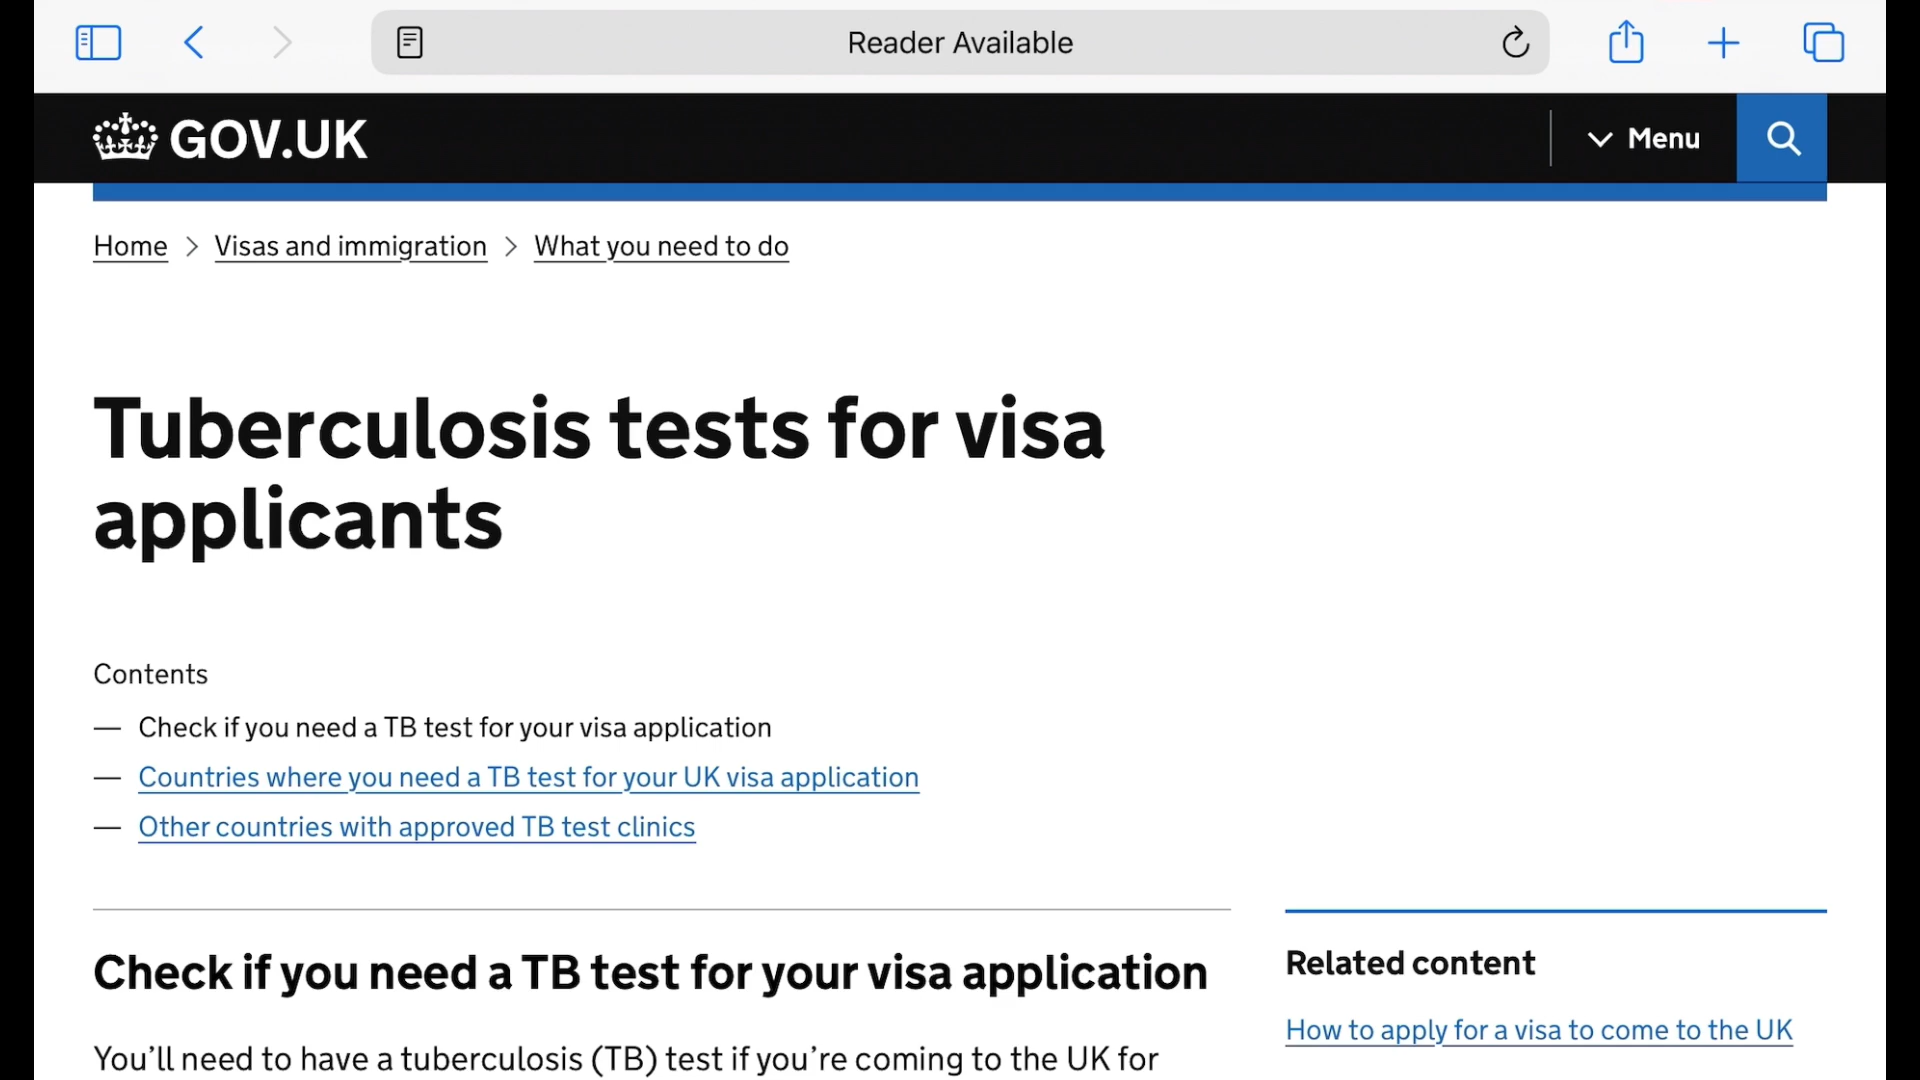 Reader Available
GOV.UK
Menu
Home > Visas and immigration > What you need to do
Tuberculosis tests for visa
applicants
Contents
— Check if you need a TB test for your visa application
— Countries where you need a TB test for your UK visa application
— Other countries with approved TB test clinics
Check if you need a TB test for your visa application
You’ll need to have a tuberculosis (TB) test if you’re coming to the UK for
Related content
How to apply for a visa to come to the UK